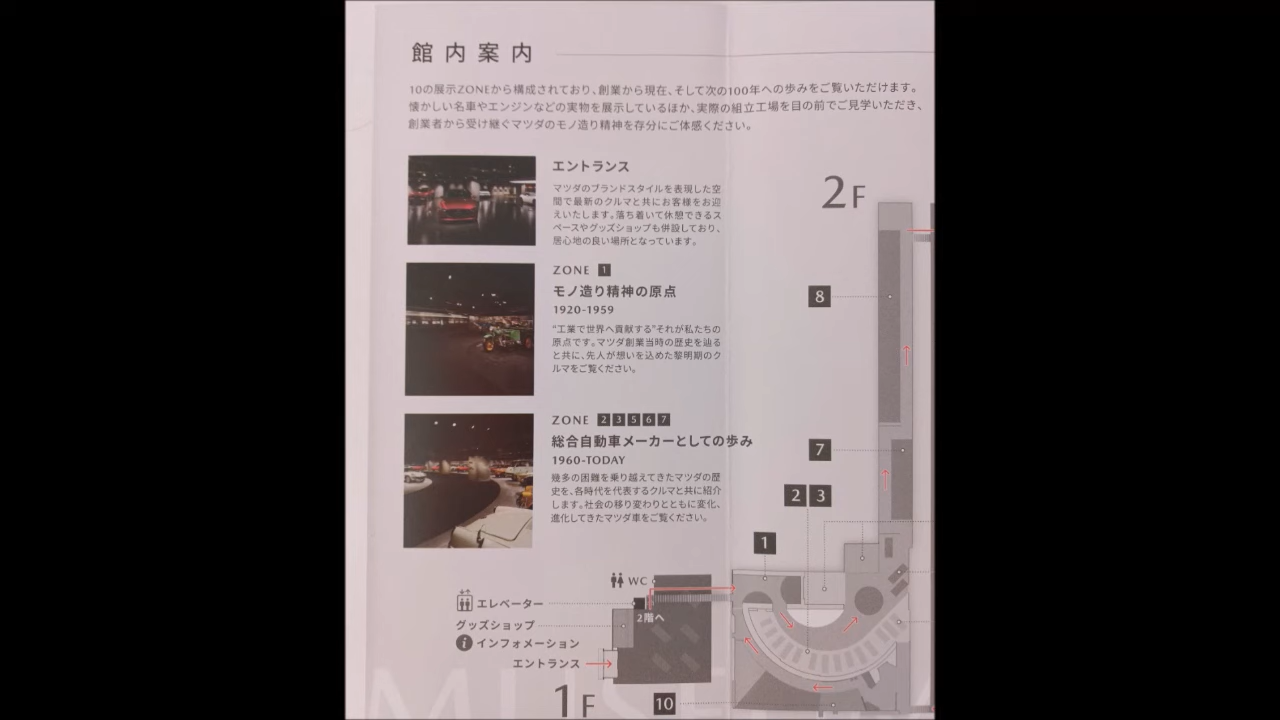 館内案内
10の展示ZONEから構成されており、創業から現在、そして次の100年への歩みをご覧いただけます。
懐かしい名車やエンジンなどの実物を展示しているほか、実際の組立工場を目の前でご見学いただき、
創業者から受け継ぐマツダのモノ造り精神を存分にご体感ください。
エントランス
マツダのブランドスタイルを表現した空
間で最新のクルマと共にお客様をお迎
えいたします。落ち着いて休憩できるス
ペースやグッズショップも併設しており、
居心地の良い場所となっています。
ZONE 1
モノ造り精神の原点
1920-1959
“工業で世界へ貢献する”それが私たちの
原点です。マツダ創業当時の歴史を辿る
と共に、先人が想いを込めた黎明期のク
ルマをご覧ください。
ZONE 2 3 5 6 7
総合自動車メーカーとしての歩み
1960-TODAY
幾多の困難を乗り越えてきたマツダの歴
史を、各時代を代表するクルマと共に紹介
します。社会の移り変わりとともに変化、
進化してきたマツダ車をご覧ください。
2F
8
7
2 3
1
WC
エレベーター
2階へ
グッズショップ
インフォメーション
エントランス
1F
10
MUSEU